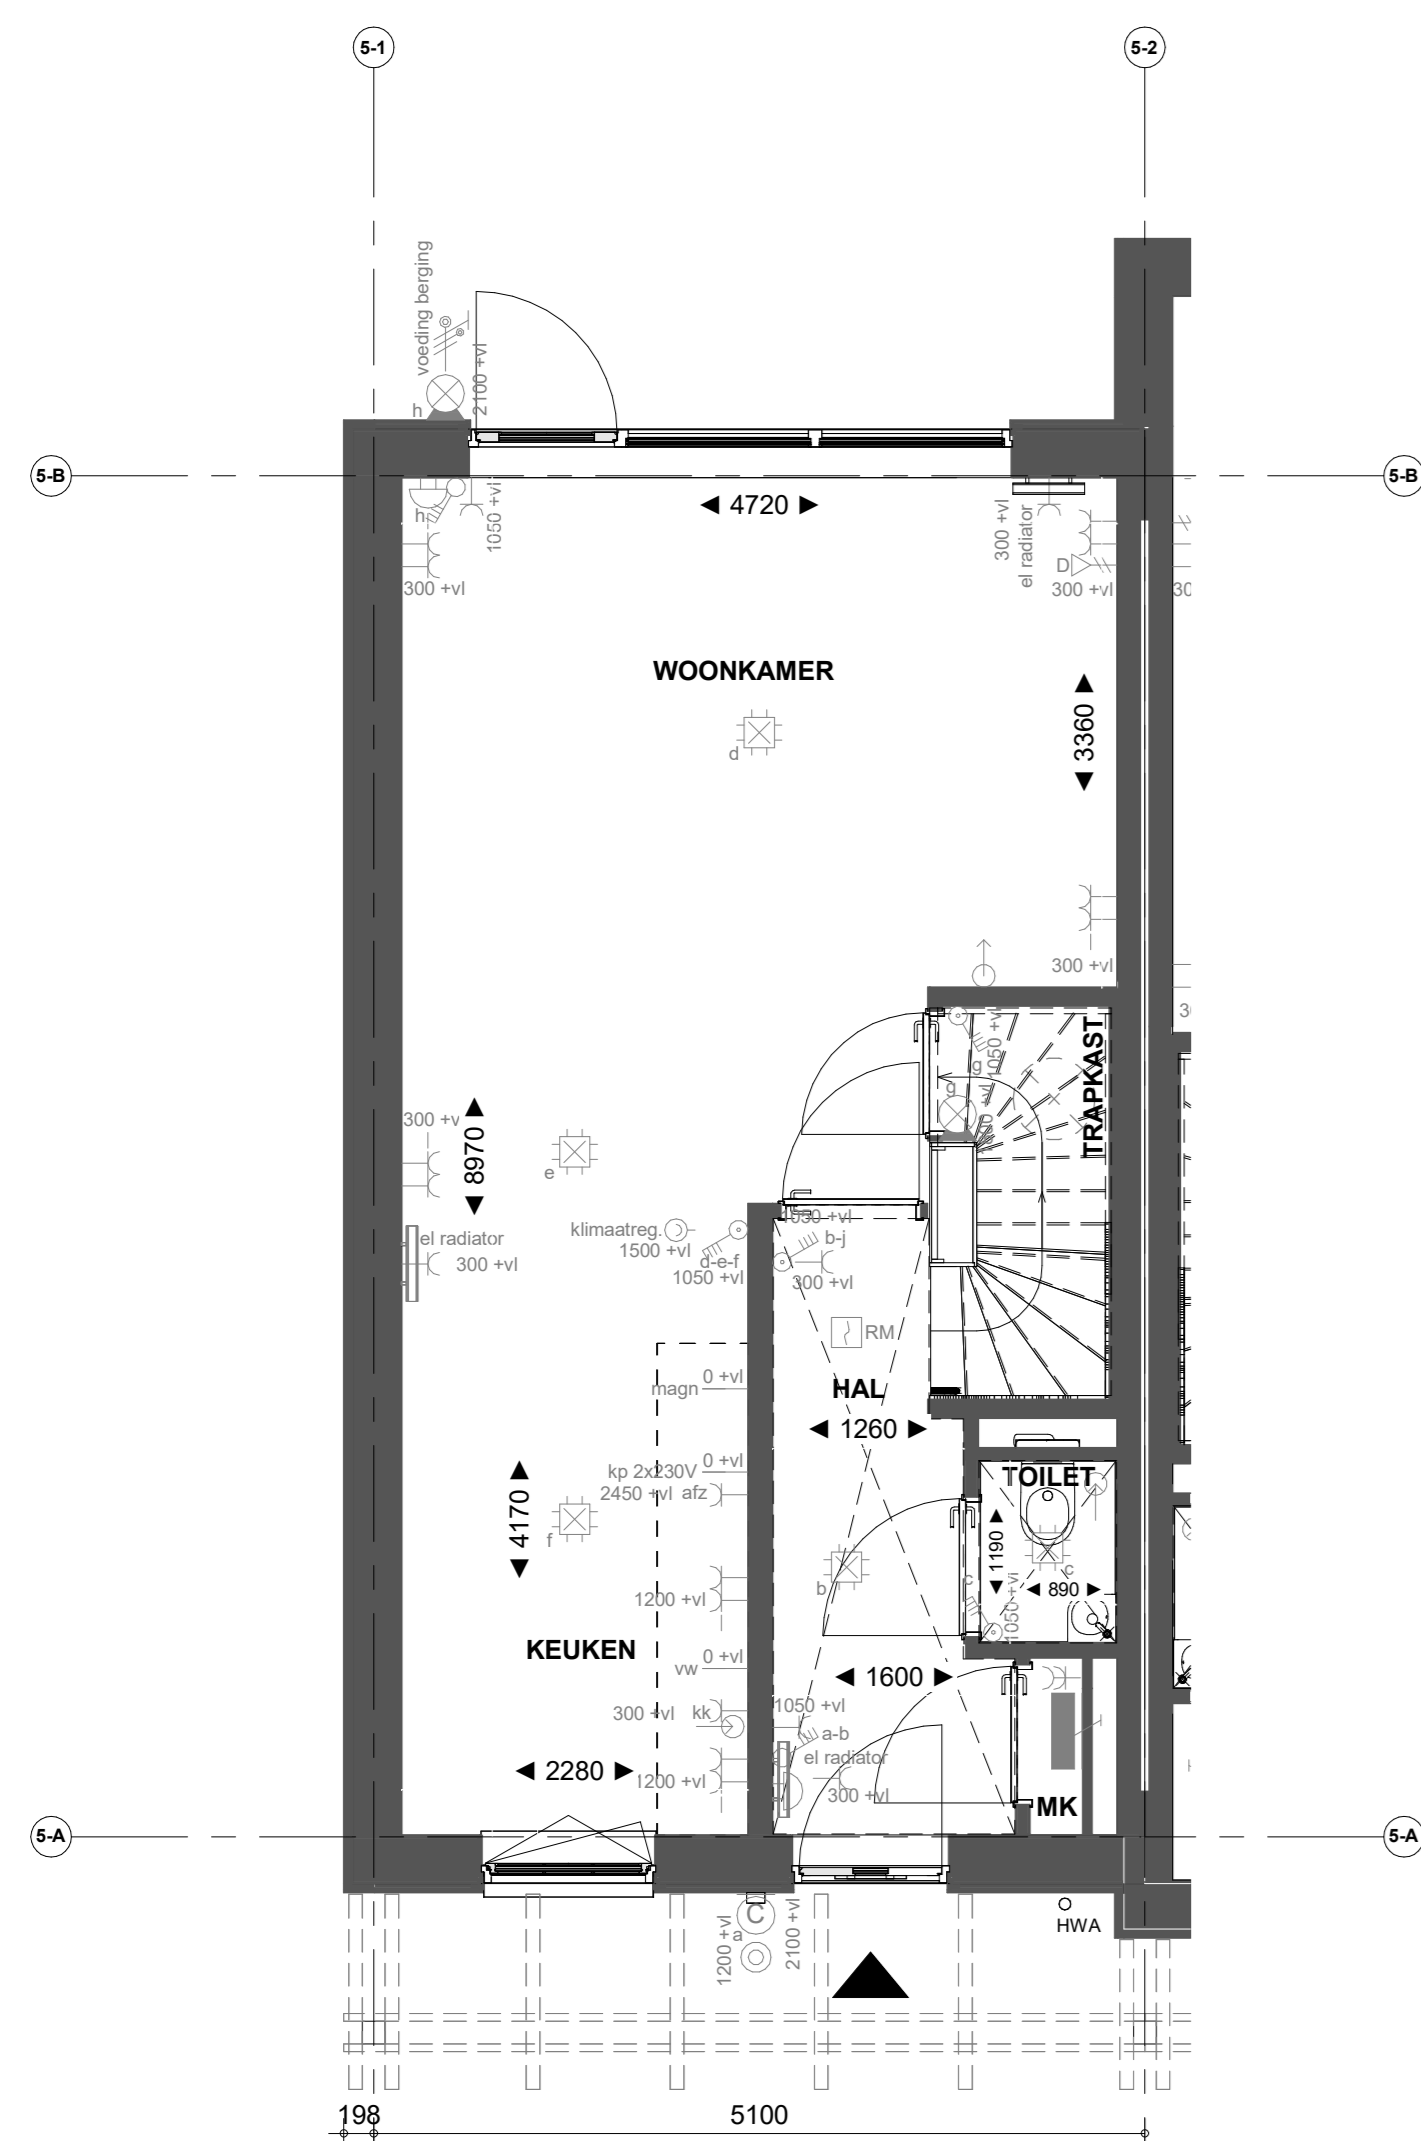 5-1
5-2
voeding berging
2100 +vl
h
5-B
5-B
h
1050 +vl
4720
300 +vl
el radiator
D
300 +vl
300 +vl
30
WOONKAMER
d
3360
300 +vl
TRAPKAST
1050 +vl
g
g
300 +v
8970
e
klimaatreg.
1500 +vl
d-e-f
1050 +vl
1050 +vl
b-j
300 +vl
el radiator
300 +vl
RM
0 +vl
magn
HAL
1260
0 +vl
kp 2x230V
2450 +vl afz
4170
f
TOILET
1190
c
890
c
1050 +vl
b
1200 +vl
KEUKEN
0 +vl
vw
1600
300 +vl kk
1050 +vl
a-b
el radiator
300 +vl
2280
1200 +vl
MK
5-A
5-A
C
a
1200 +vl
2100 +vl
HWA
198
5100